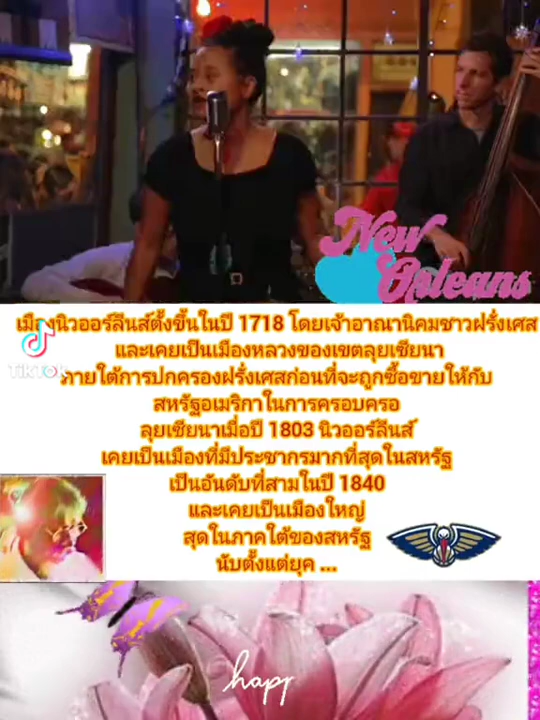 New
Orleans
เมืองนิวออร์ลีนส์ตั้งขึ้นในปี 1718 โดยเจ้าอาณานิคมชาวฝรั่งเศส
และเคยเป็นเมืองหลวงของเขตลุยเซียนา
ภายใต้การปกครองฝรั่งเศสก่อนที่จะถูกซื้อขายให้กับ
สหรัฐอเมริกาในการครอบครอ
ลุยเซียนาเมื่อปี 1803 นิวออร์ลีนส์
เคยเป็นเมืองที่มีประชากรมากที่สุดในสหรัฐ
เป็นอันดับที่สามในปี 1840
และเคยเป็นเมืองใหญ่
สุดในภาคใต้ของสหรัฐ
นับตั้งแต่ยุค ...
TikTok
happ